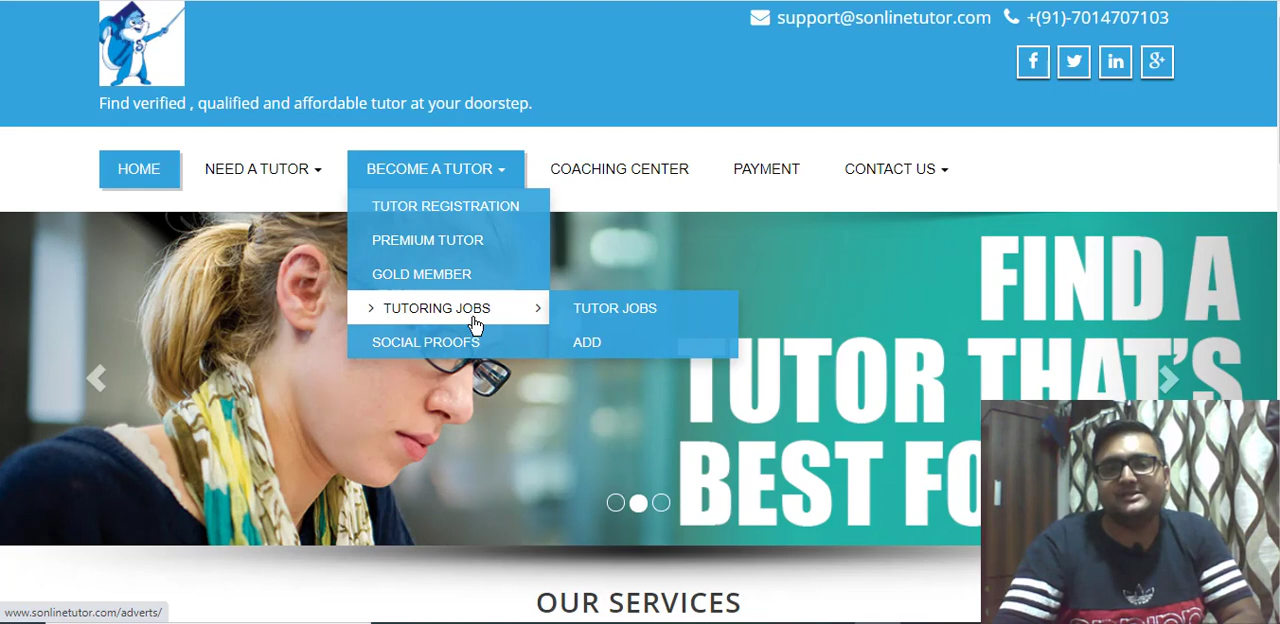 support@sonlinetutor.com +(91)-7014707103
Find verified , qualified and affordable tutor at your doorstep.
HOME NEED A TUTOR BECOME A TUTOR COACHING CENTER PAYMENT CONTACT US
TUTOR REGISTRATION
PREMIUM TUTOR
GOLD MEMBER
TUTORING JOBS
SOCIAL PROOFS
TUTOR JOBS
ADD
FIND A
TUTOR THAT'S
BEST FO
OUR SERVICES
www.sonlinetutor.com/adverts/